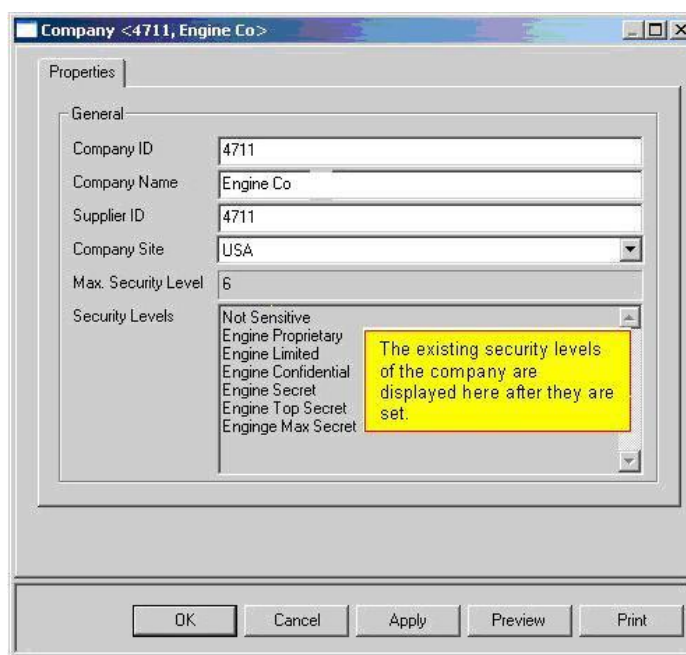 Company <4711, Engine Co>
Properties
General
Company ID 4711
Company Name Engine Co
Supplier ID 4711
Company Site USA
Max. Security Level 6
Security Levels
Not Sensitive
Engine Proprietary
Engine Limited
Engine Confidential
Engine Secret
Engine Top Secret
Enginge Max Secret
The existing security levels
of the company are
displayed here after they are
set.
OK Cancel Apply Preview Print